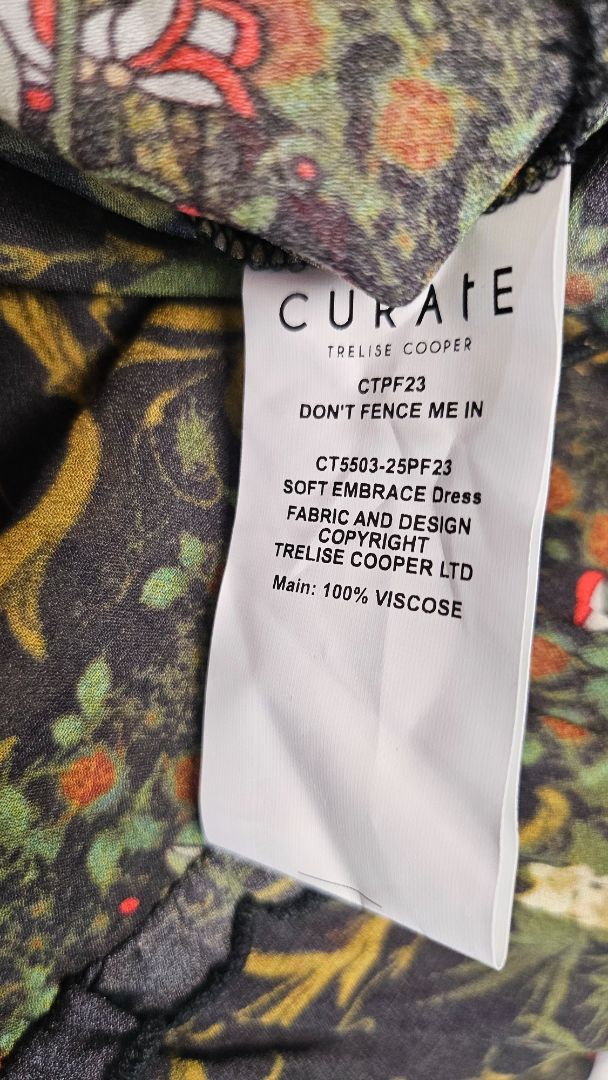 CURATE
TRELISE COOPER
CTPF23
DON'T FENCE ME IN
CT5503-25PF23
SOFT EMBRACE Dress
FABRIC AND DESIGN
COPYRIGHT
TRELISE COOPER LTD
Main: 100% VISCOSE